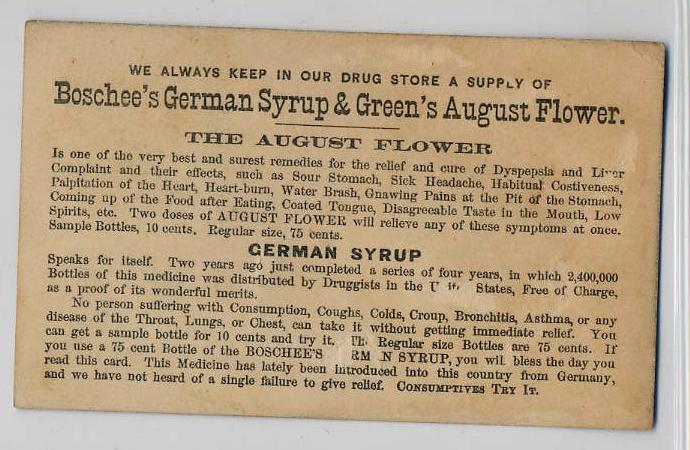 WE ALWAYS KEEP IN OUR DRUG STORE A SUPPLY OF
Boschee's German Syrup & Green's August Flower.
THE AUGUST FLOWER
Is one of the very best and surest remedies for the relief and cure of Dyspepsia and
Complaint and their effects, such as Sour Stomach, Sick Headache, Habitual Costiveness,
Palpitation of the Heart, Heart-burn, Water Brash, Gnawing Pains at the Pit of the Stomach,
Coming up of the Food after Eating, Coated Tongue, Disagreeable Taste in the Mouth, Low
Spirits, etc. Two doses of AUGUST FLOWER will relieve any of these symptoms at once.
Sample Bottles, 10 cents. Regular size, 75 cents.
GERMAN SYRUP
Speaks for itself. Two years ago just completed a series of four years, in which 2,400,000
Bottles of this medicine was distributed by Druggists in the States, Free of Charge,
as a proof of its wonderful merits.
No person suffering with Consumption, Coughs, Colds, Croup, Bronchitis, Asthma, or any
disease of the Throat, Lungs, or Chest, can take it without getting immediate relief. You
can get a sample bottle for 10 cents and try it. Regular size Bottles are 75 cents. If
you use a 75 cent Bottle of the BOSCHEE'S SYRUP, you will bless the day you
read this card. This Medicine has lately been introduced into this country from Germany,
and we have not heard of a single failure to give relief. CONSUMPTIVES TRY IT.